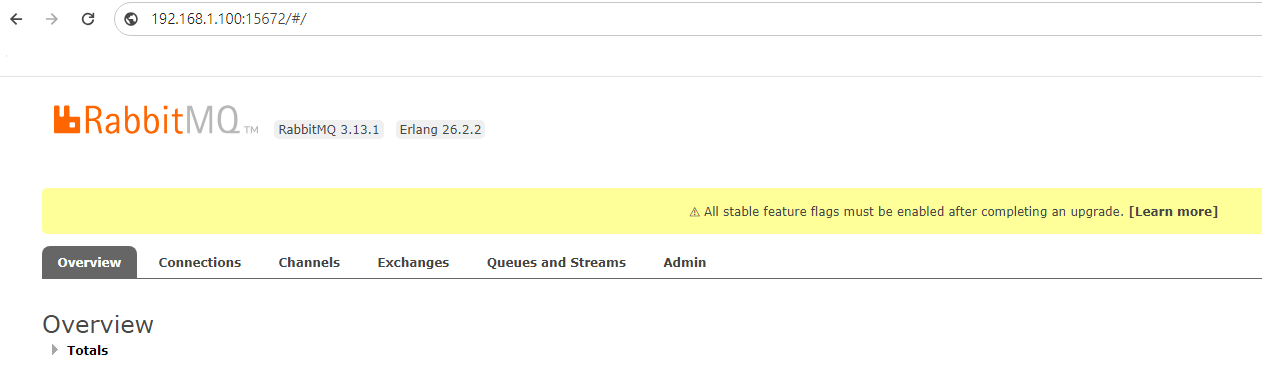 192.168.1.100:15672/#/
RabbitMQ™ RabbitMQ 3.13.1 Erlang 26.2.2
⚠ All stable feature flags must be enabled after completing an upgrade. [Learn more]
Overview Connections Channels Exchanges Queues and Streams Admin
Overview
Totals